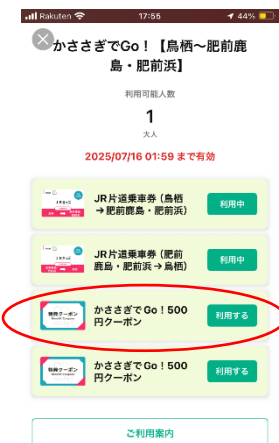 Rakuten 17:55 44%
かささぎでGo！【鳥栖〜肥前鹿
島・肥前浜】
利用可能人数
1
大人
2025/07/16 01:59 まで有効
JR片道乗車券（鳥栖
→肥前鹿島・肥前浜）
利用中
JR片道乗車券（肥前
鹿島・肥前浜→鳥栖）
利用中
特典クーポン
かささぎでGo！500
円クーポン
利用する
特典クーポン
かささぎでGo！500
円クーポン
利用する
ご利用案内